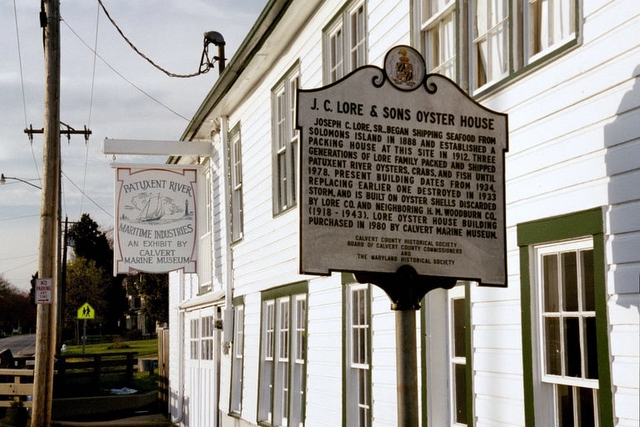 J. C. LORE & SONS OYSTER HOUSE
JOSEPH C. LORE, SR. BEGAN SHIPPING SEAFOOD FROM
SOLOMONS ISLAND IN 1888 AND ESTABLISHED A
PACKING HOUSE AT THIS SITE IN 1912. THREE
GENERATIONS OF LORE FAMILY PACKED AND SHIPPED
PATUXENT RIVER OYSTERS, CRABS, AND FISH UNTIL
1978. PRESENT BUILDING DATES FROM 1934,
REPLACING EARLIER ONE DESTROYED IN 1933
STORM, AND IS BUILT ON OYSTER SHELLS DISCARDED
BY LORE CO. AND NEIGHBORING H. M. WOODBURN CO.
(1918 - 1943). LORE OYSTER HOUSE BUILDING
PURCHASED IN 1980 BY CALVERT MARINE MUSEUM.
CALVERT COUNTY HISTORICAL SOCIETY
BOARD OF CALVERT COUNTY COMMISSIONERS
AND
THE MARYLAND HISTORICAL SOCIETY
PATUXENT RIVER
MARITIME INDUSTRIES
AN EXHIBIT BY
CALVERT
MARINE MUSEUM
NO
PARKING